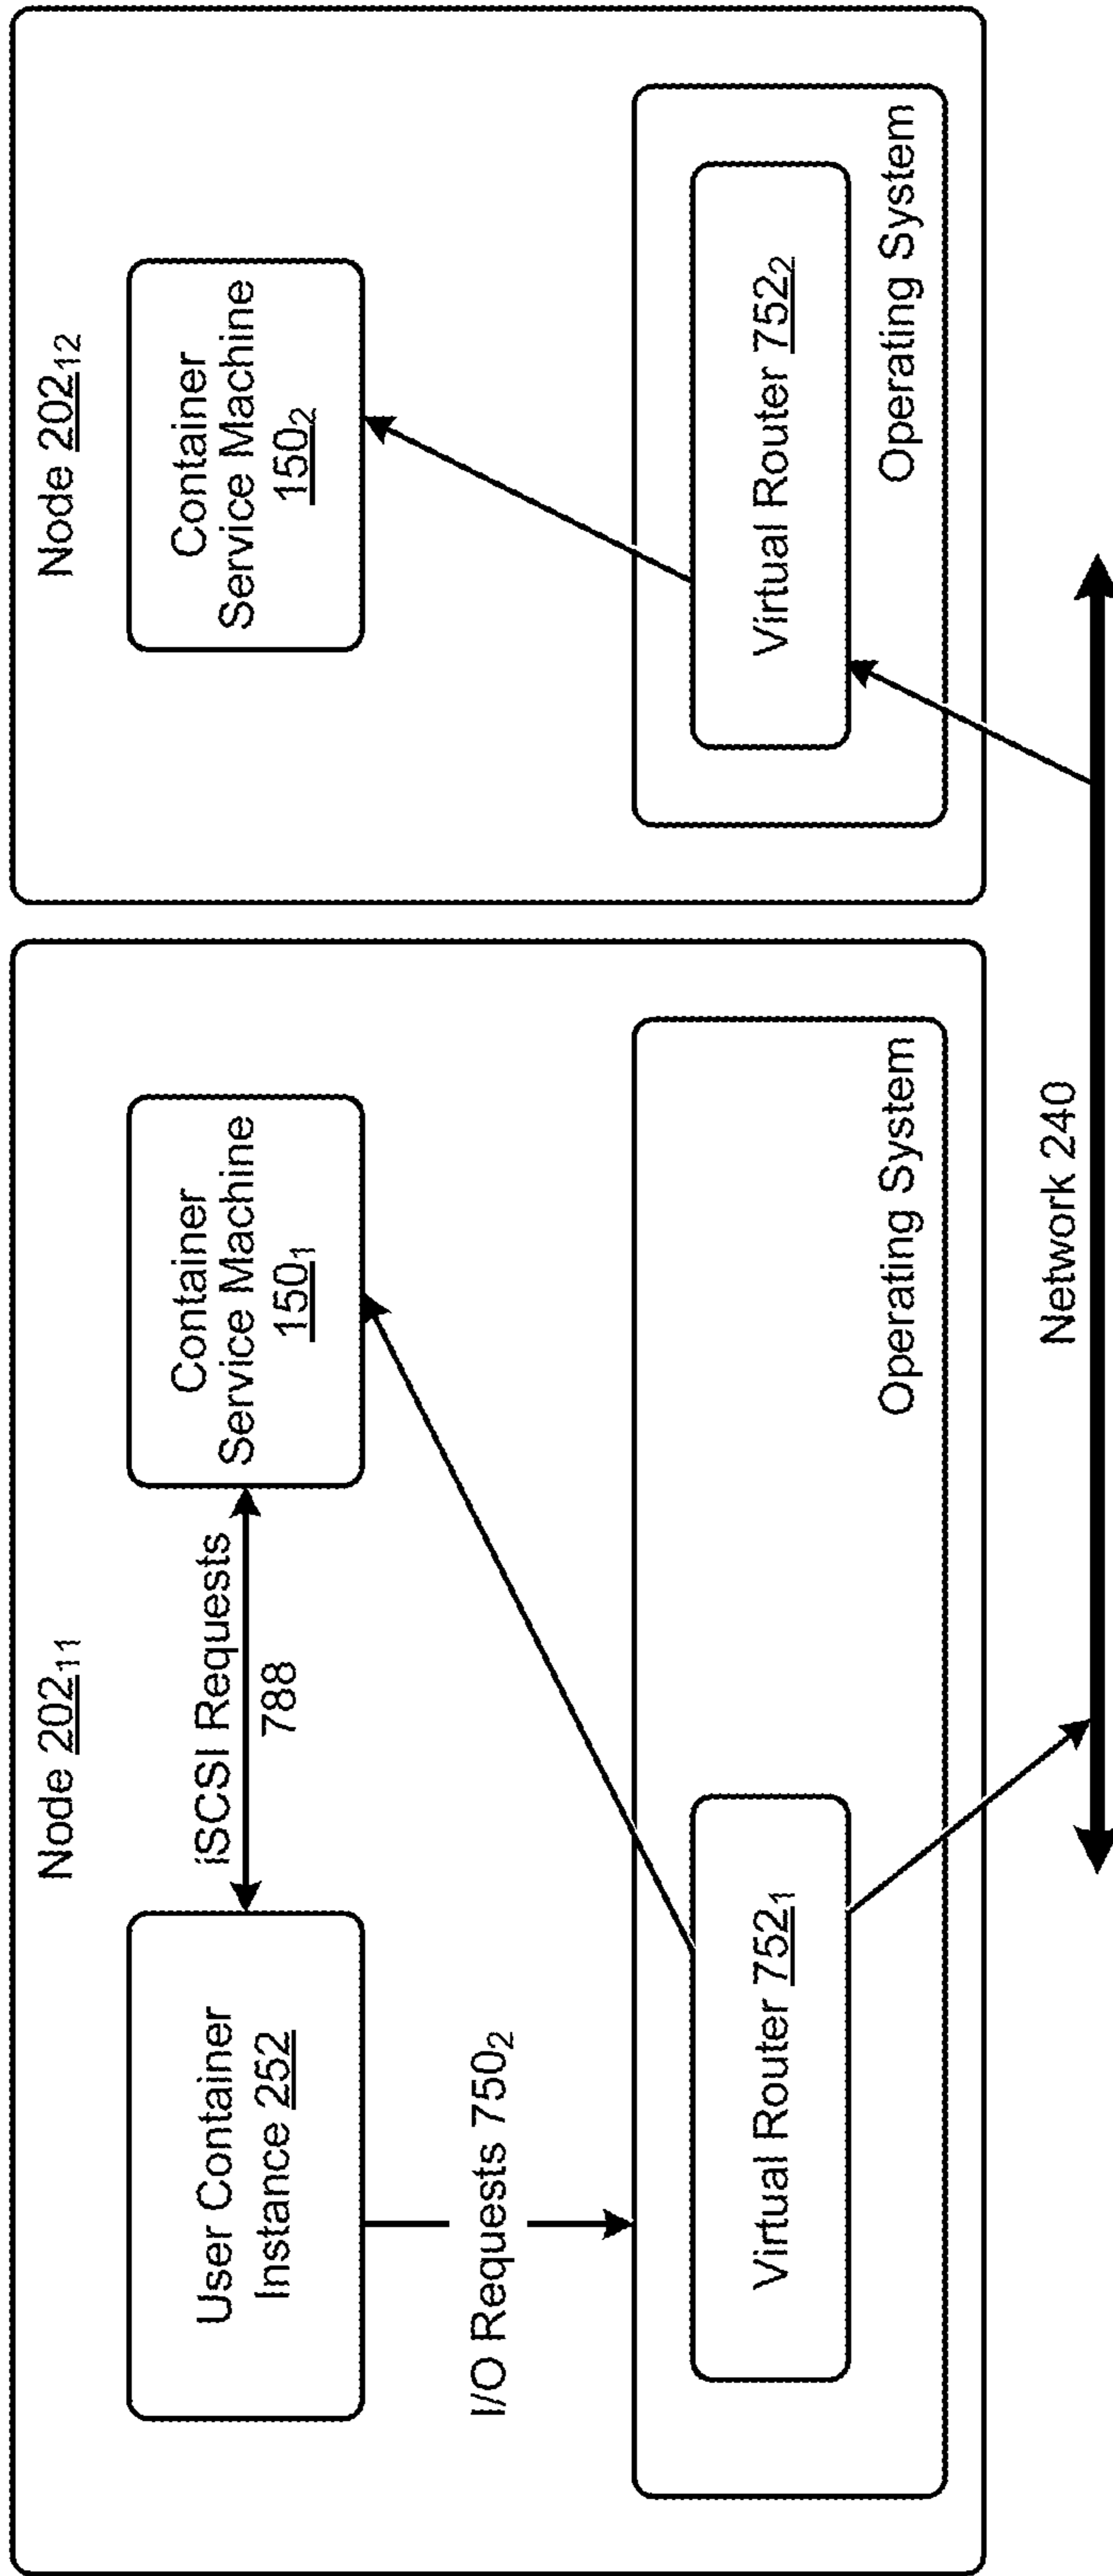 Node 202₁₁
User Container
Instance 252
iSCSI Requests
788
Container
Service Machine
150₁
I/O Requests 750₂
Virtual Router 752₁
Operating System
Node 202₁₂
Container
Service Machine
150₂
Virtual Router 752₂
Operating System
Network 240